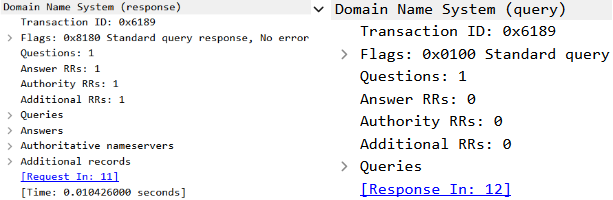 Domain Name System (response)
Transaction ID: 0x6189
Flags: 0x8180 Standard query response, No error
Questions: 1
Answer RRs: 1
Authority RRs: 1
Additional RRs: 1
Queries
Answers
Authoritative nameservers
Additional records
[Request In: 11]
[Time: 0.010426000 seconds]
Domain Name System (query)
Transaction ID: 0x6189
Flags: 0x0100 Standard query
Questions: 1
Answer RRs: 0
Authority RRs: 0
Additional RRs: 0
Queries
[Response In: 12]